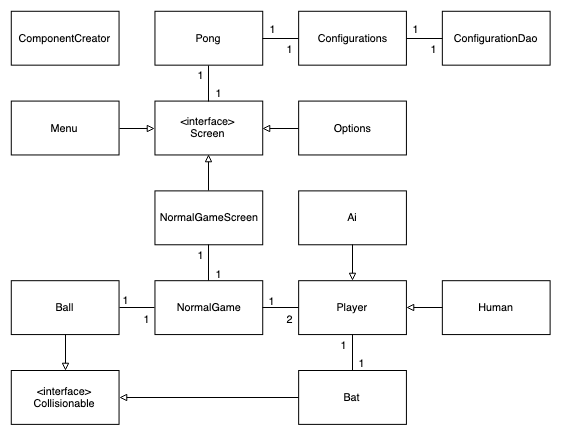 ComponentCreator
Pong
1
1
Configurations
1
1
ConfigurationDao
1
1
Menu
<interface>
Screen
Options
NormalGameScreen
Ai
1
1
Ball
1
1
NormalGame
1
2
Player
Human
1
1
<interface>
Collisionable
Bat